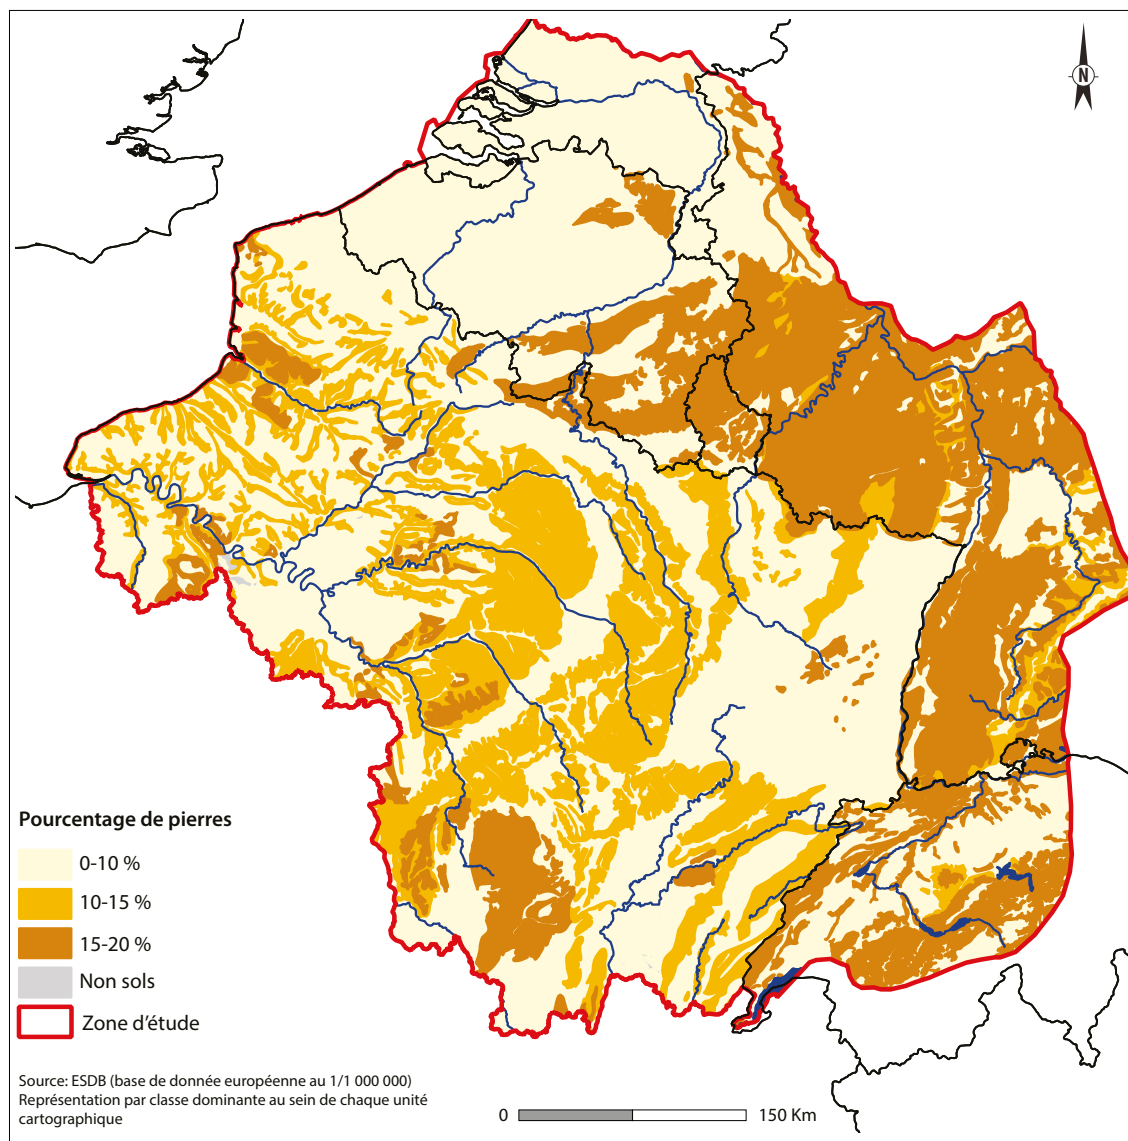 N
Pourcentage de pierres
0-10 %
10-15 %
15-20 %
Non sols
Zone d'étude
Source: ESDB (base de donnée européenne au 1/1 000 000)
Représentation par classe dominante au sein de chaque unité
cartographique
0 150 Km